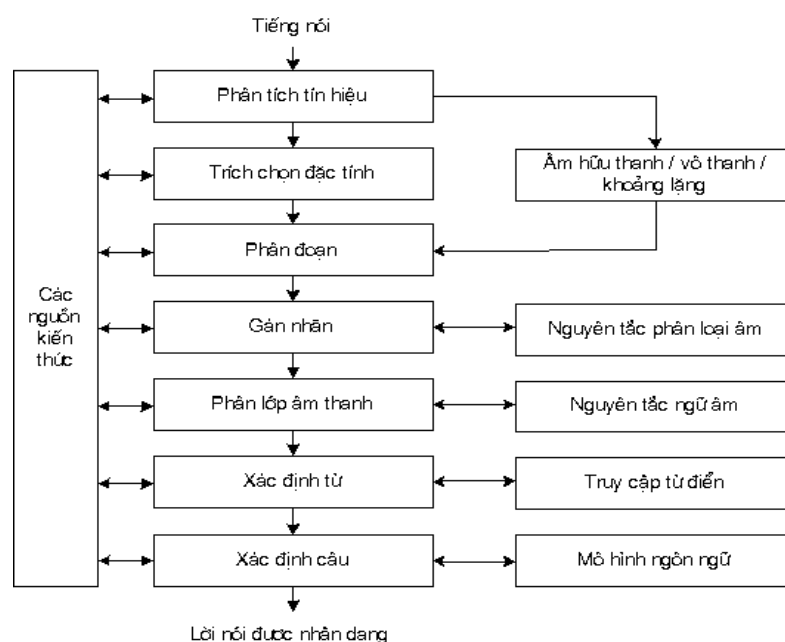 Tiếng nói
Phân tích tín hiệu
Âm hữu thanh / vô thanh /
khoảng lặng
Trích chọn đặc tính
Phân đoạn
Các
nguồn
kiến
thức
Gán nhãn
Nguyên tắc phân loại âm
Phân lớp âm thanh
Nguyên tắc ngữ âm
Xác định từ
Truy cập từ điển
Xác định câu
Mô hình ngôn ngữ
Lời nói được nhận dạng